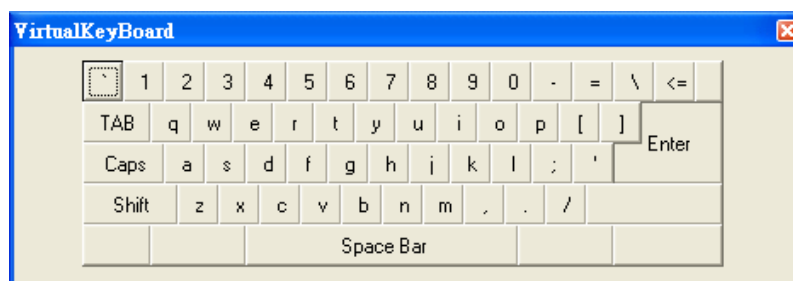 VirtualKeyBoard
` 1 2 3 4 5 6 7 8 9 0 - = \ <=
TAB q w e r t y u i o p [ ]
Enter
Caps a s d f g h j k l ; '
Shift z x c v b n m , . /
Space Bar